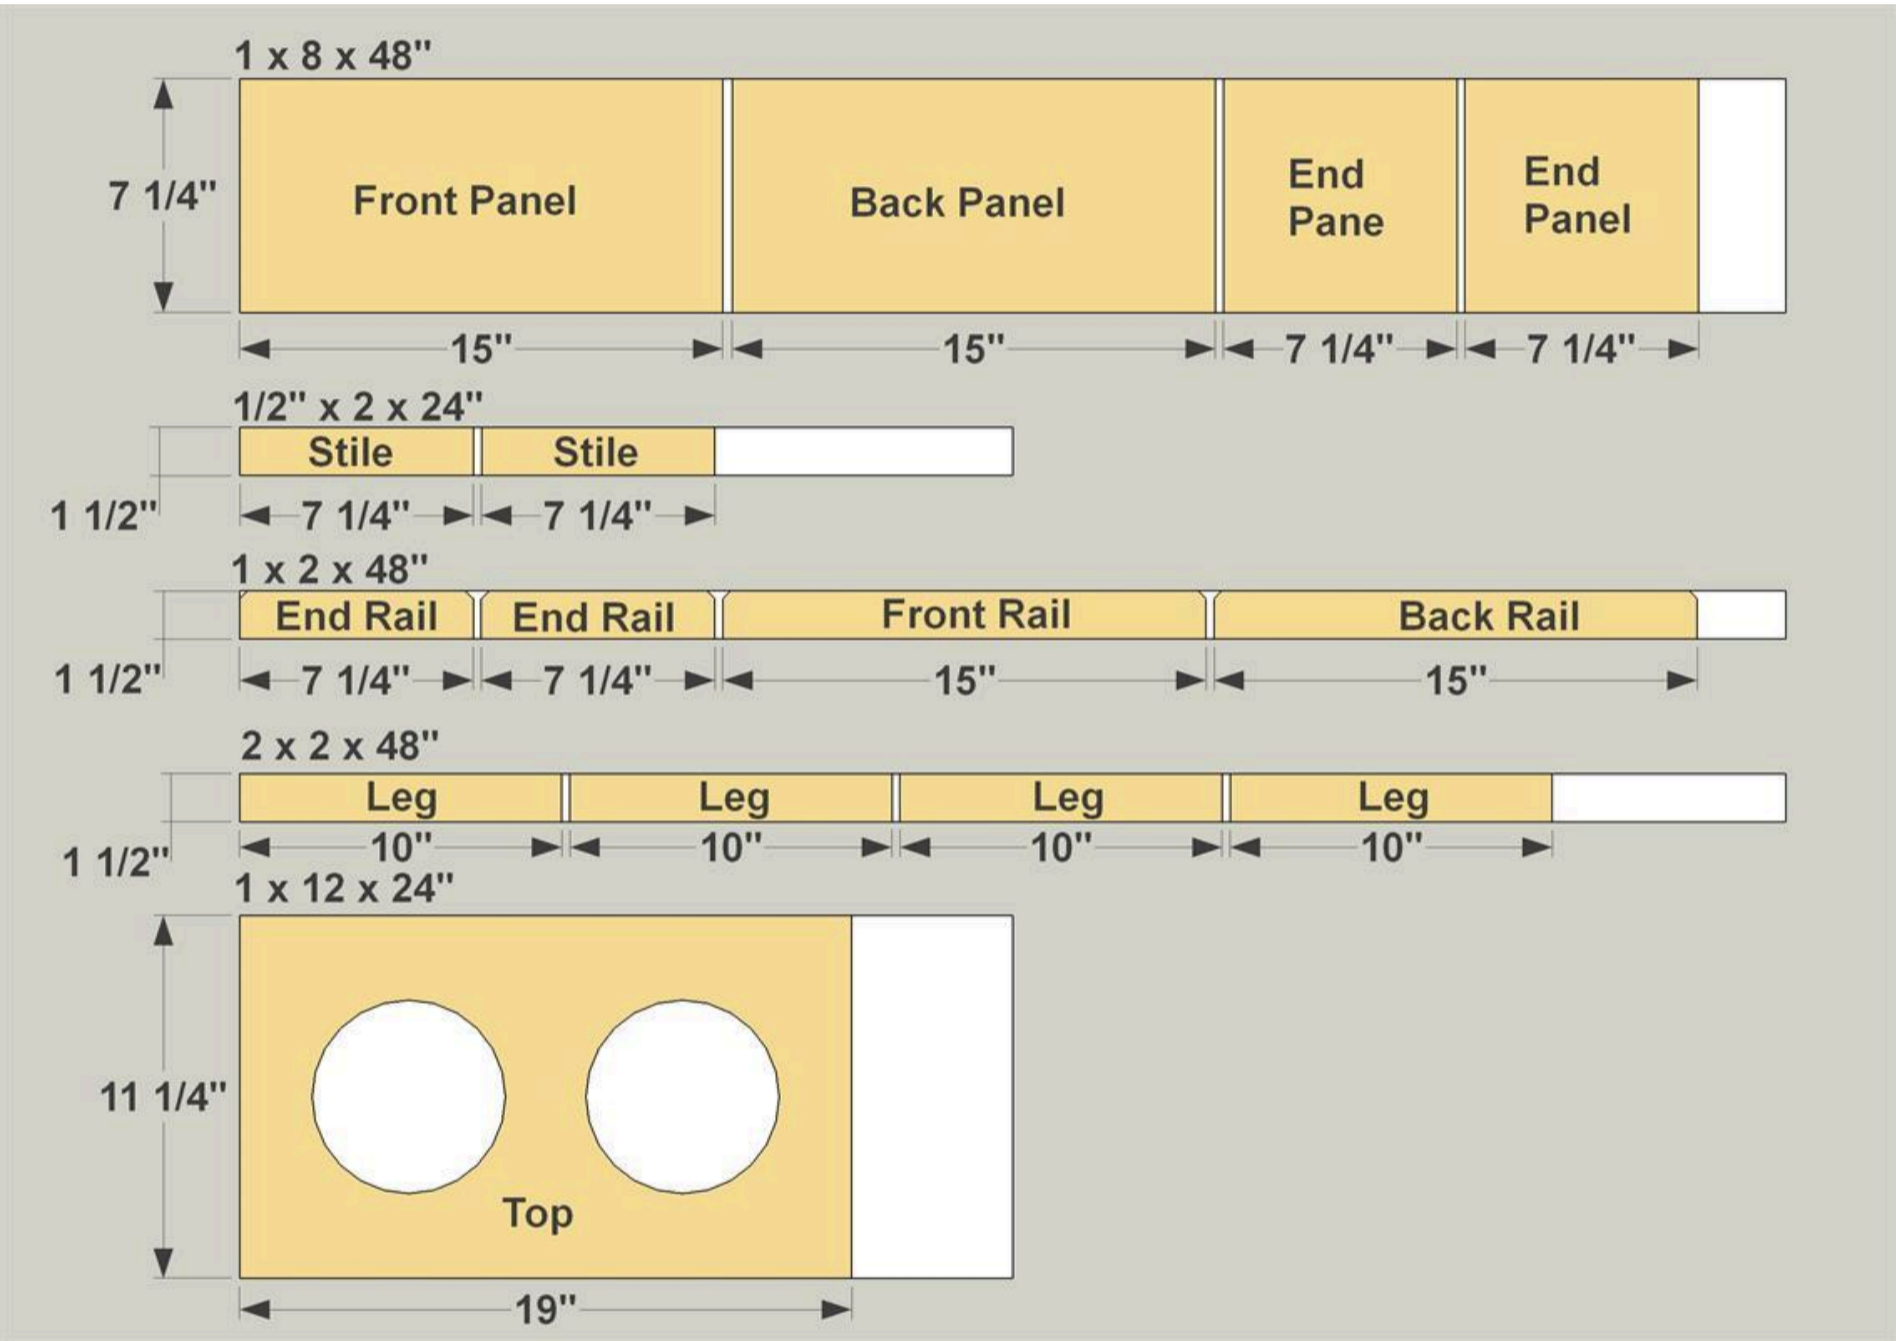 1 x 8 x 48"
7 1/4"
Front Panel
Back Panel
End
Pane
End
Panel
15"
15"
7 1/4"
7 1/4"
1/2" x 2 x 24"
Stile
Stile
1 1/2"
7 1/4"
7 1/4"
1 x 2 x 48"
End Rail
End Rail
Front Rail
Back Rail
1 1/2"
7 1/4"
7 1/4"
15"
15"
2 x 2 x 48"
Leg
Leg
Leg
Leg
1 1/2"
10"
10"
10"
10"
1 x 12 x 24"
11 1/4"
Top
19"